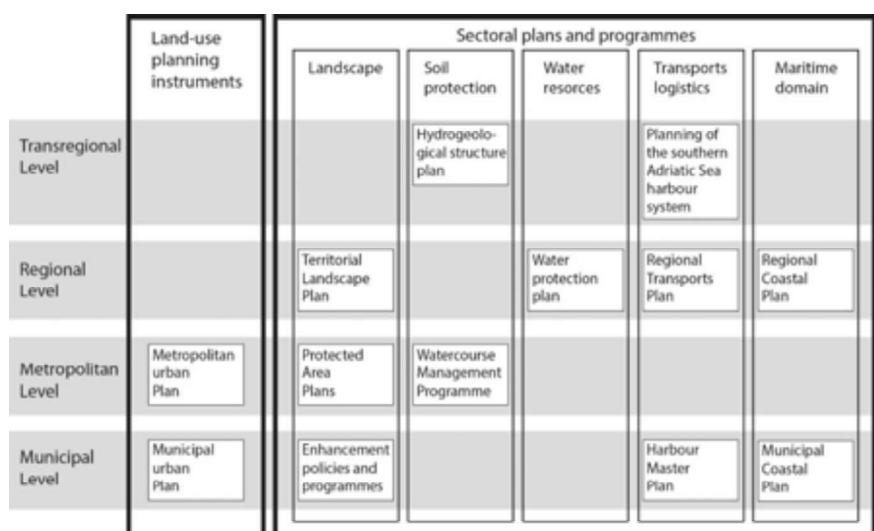 Land-use
planning
instruments
Sectoral plans and programmes
Landscape
Soil
protection
Water
resorces
Transports
logistics
Maritime
domain
Transregional
Level
Hydrogeolo-
gical structure
plan
Planning of
the southern
Adriatic Sea
harbour
system
Regional
Level
Territorial
Landscape
Plan
Water
protection
plan
Regional
Transports
Plan
Regional
Coastal
Plan
Metropolitan
Level
Metropolitan
urban
Plan
Protected
Area
Plans
Watercourse
Management
Programme
Municipal
Level
Municipal
urban
Plan
Enhancement
policies and
programmes
Harbour
Master
Plan
Municipal
Coastal
Plan